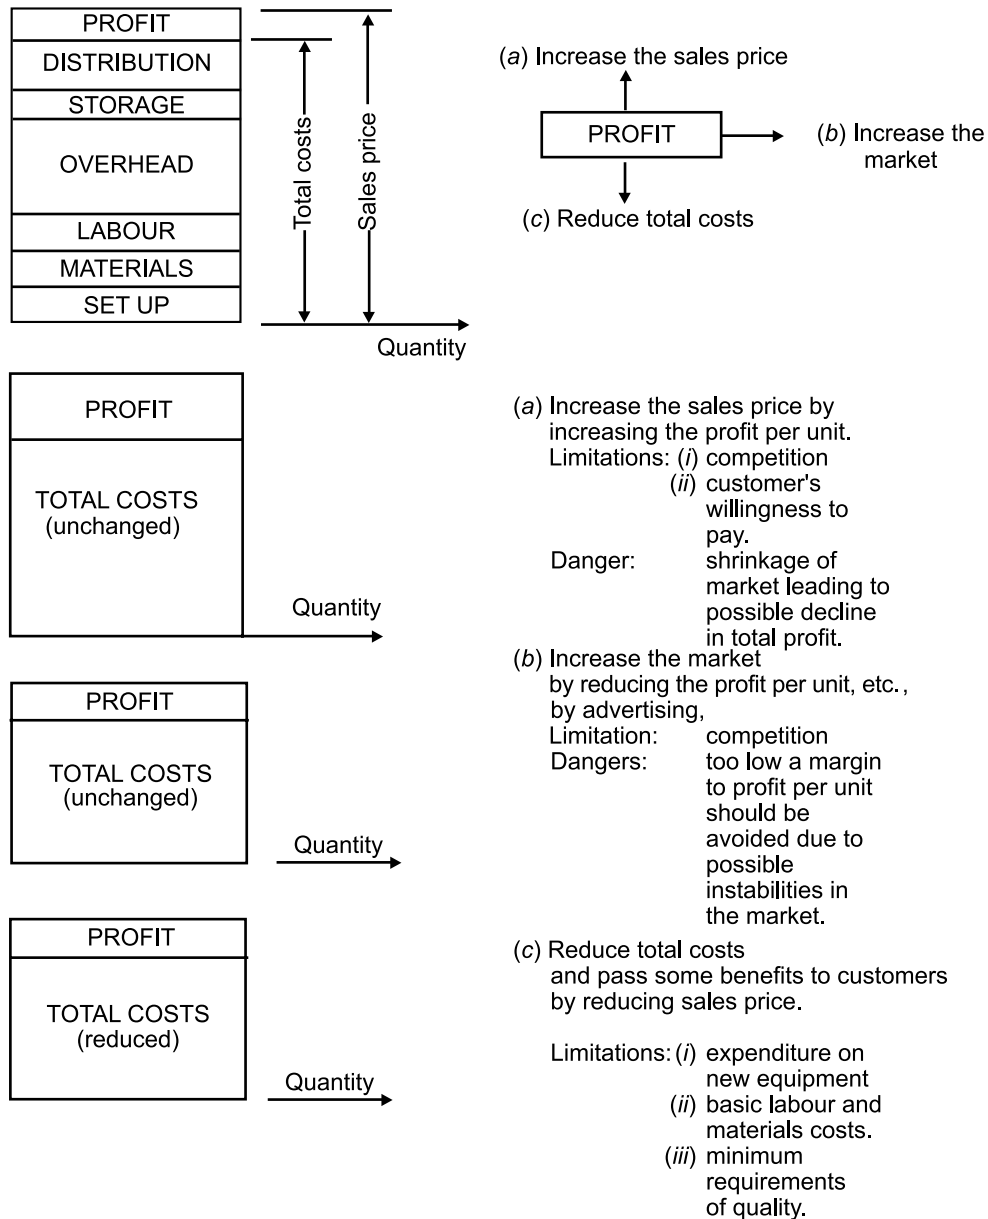 PROFIT
DISTRIBUTION
STORAGE
OVERHEAD
LABOUR
MATERIALS
SET UP
Total costs
Sales price
Quantity
(a) Increase the sales price
PROFIT
(b) Increase the
market
(c) Reduce total costs
PROFIT
TOTAL COSTS
(unchanged)
Quantity
(a) Increase the sales price by
increasing the profit per unit.
Limitations: (i) competition
(ii) customer's
willingness to
pay.
Danger: shrinkage of
market leading to
possible decline
in total profit.
PROFIT
TOTAL COSTS
(unchanged)
Quantity
(b) Increase the market
by reducing the profit per unit, etc.,
by advertising,
Limitation: competition
Dangers: too low a margin
to profit per unit
should be
avoided due to
possible
instabilities in
the market.
PROFIT
TOTAL COSTS
(reduced)
Quantity
(c) Reduce total costs
and pass some benefits to customers
by reducing sales price.
Limitations: (i) expenditure on
new equipment
(ii) basic labour and
materials costs.
(iii) minimum
requirements
of quality.